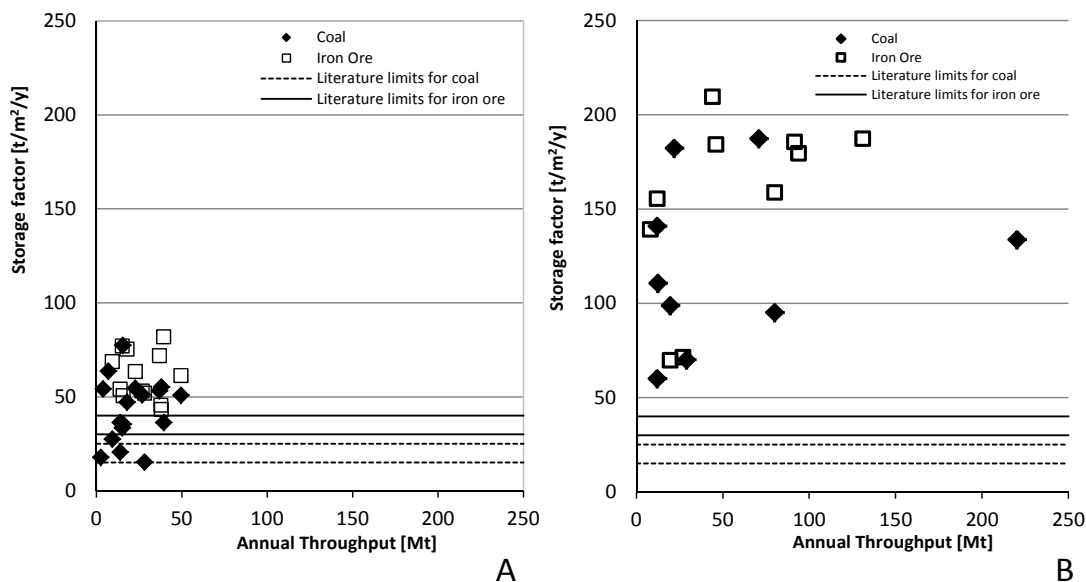 250
200
150
100
50
0
Storage factor [t/m²/y]
Coal
Iron Ore
Literature limits for coal
Literature limits for iron ore
0 50 100 150 200 250
Annual Throughput [Mt]
A
250
200
150
100
50
0
Storage factor [t/m²/y]
Coal
Iron Ore
Literature limits for coal
Literature limits for iron ore
0 50 100 150 200 250
Annual Throughput [Mt]
B